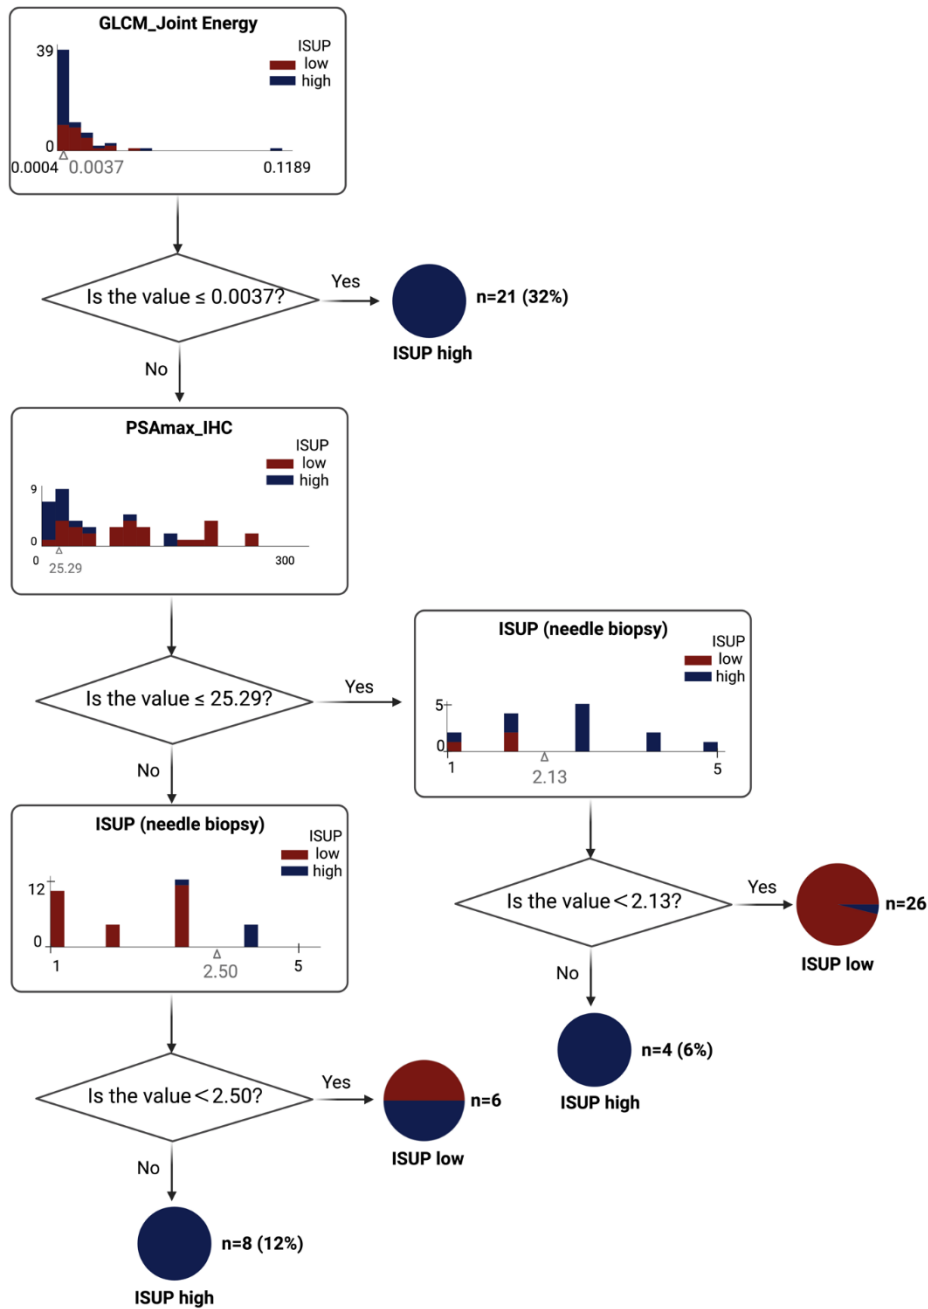 GLCM_Joint Energy
ISUP
low
high
39
0
0.0004
0.0037
0.1189
Is the value ≤ 0.0037?
Yes
n=21 (32%)
ISUP high
No
PSAmax_IHC
ISUP
low
high
9
0
0
25.29
300
Is the value ≤ 25.29?
Yes
ISUP (needle biopsy)
ISUP
low
high
5
0
1
2.13
5
No
ISUP (needle biopsy)
ISUP
low
high
12
0
1
2.50
5
Is the value < 2.13?
Yes
n=26
ISUP low
No
n=4 (6%)
ISUP high
Is the value < 2.50?
Yes
n=6
ISUP low
No
n=8 (12%)
ISUP high